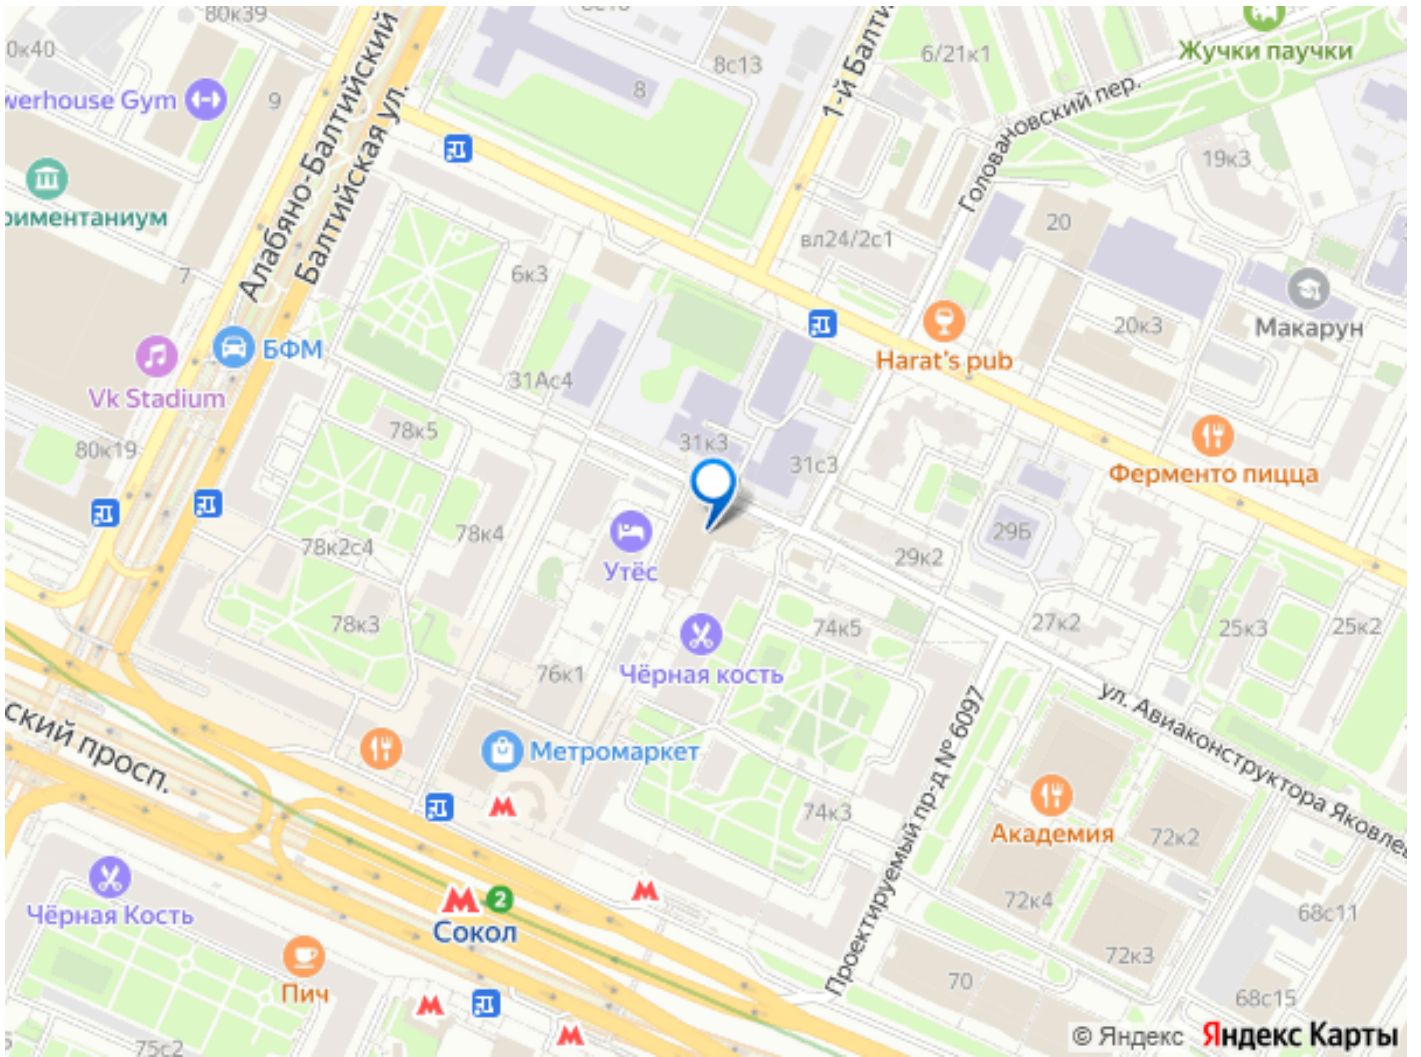 80к39
8с13
6/21к1
Жучки паучки
0к40
werhouse Gym
9
8
1-й Балти
Головановский пер.
19к3
Алабяно-Балтийский
Балтийская ул.
риментаниум
7
6к3
вл24/2с1
20
Макарун
20к3
БФМ
Vk Stadium
31Ас4
Harat's pub
78к5
80к19
31к3
31с3
Ферменто пицца
78к2с4
78к4
Утёс
29к2
29Б
78к3
Чёрная кость
74к5
27к2
25к3
25к2
76к1
ский просп.
Метромаркет
Проектируемый пр-д № 6097
ул. Авиаконструктора Яковлев
74к3
Академия
72к2
72к4
Чёрная Кость
2
Сокол
68с11
72к3
Пич
70
68с15
75с2
© Яндекс Яндекс Карты